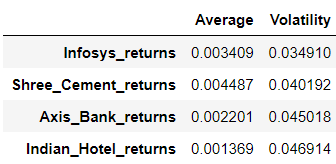 Average Volatility
Infosys_returns 0.003409 0.034910
Shree_Cement_returns 0.004487 0.040192
Axis_Bank_returns 0.002201 0.045018
Indian_Hotel_returns 0.001369 0.046914